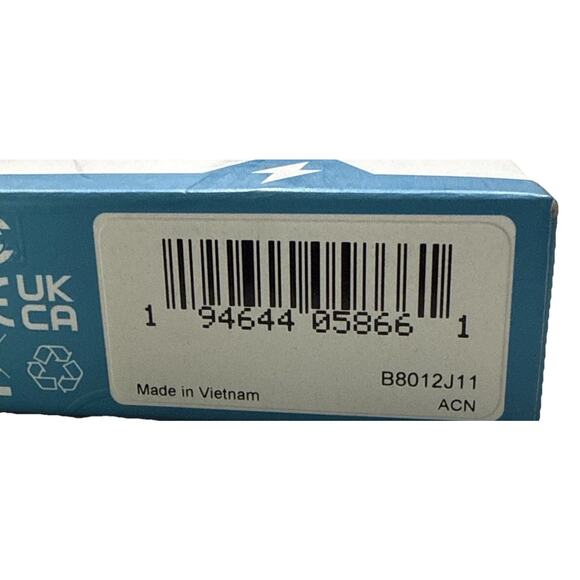 UK
CA
1 94644 05866 1
B8012J11
Made in Vietnam
ACN